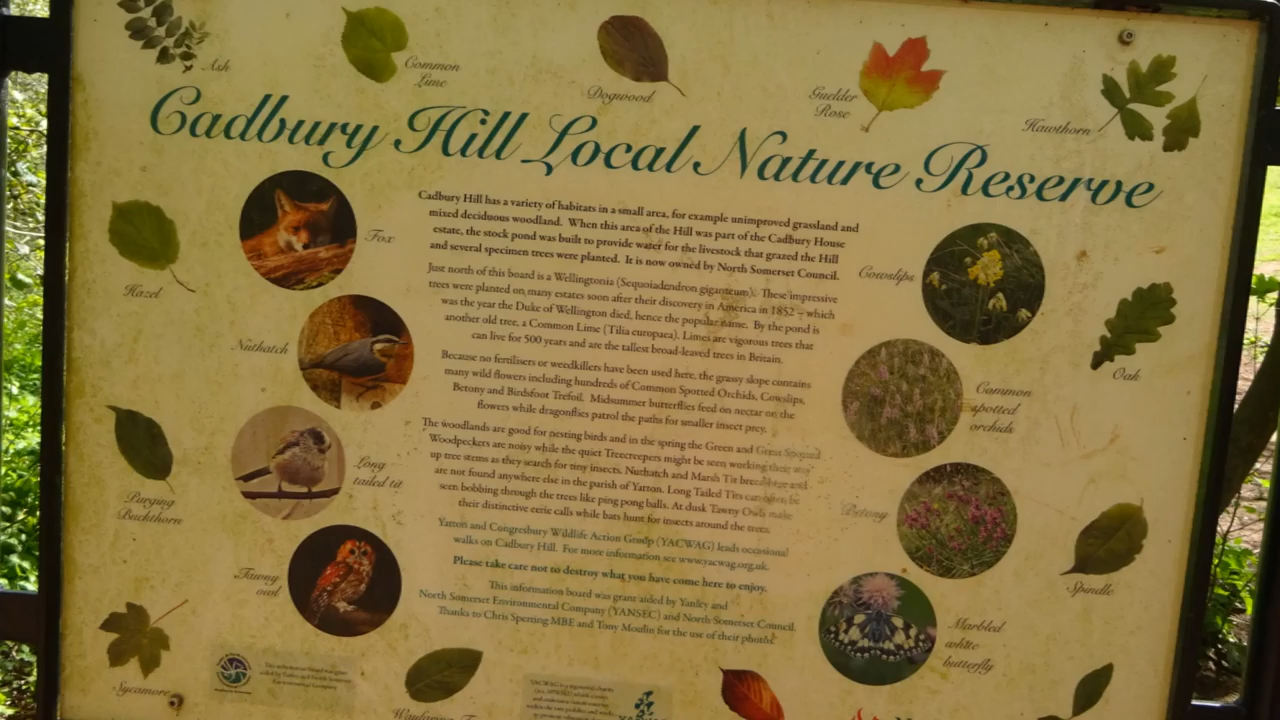 Ash
Common
Lime
Dogwood
Guelder
Rose
Hawthorn
Cadbury Hill Local Nature Reserve
Hazel
Fox
Nuthatch
Purging
Buckthorn
Long
tailed tit
Tawny
owl
Sycamore
Cadbury Hill has a variety of habitats in a small area, for example unimproved grassland and
mixed deciduous woodland. When this area of the Hill was part of the Cadbury House
estate, the stock pond was built to provide water for the livestock that grazed the Hill
and several specimen trees were planted. It is now owned by North Somerset Council.
Just north of this board is a Wellingtonia (Sequoiadendron giganteum). These impressive
trees were planted on many estates soon after their discovery in America in 1852 – which
was the year the Duke of Wellington died, hence the popular name. By the pond is
another old tree, a Common Lime (Tilia europaea). Limes are vigorous trees that
can live for 500 years and are the tallest broad-leaved trees in Britain.
Because no fertilisers or weedkillers have been used here, the grassy slope contains
many wild flowers including hundreds of Common Spotted Orchids, Cowslips,
Betony and Birdsfoot Trefoil. Midsummer butterflies feed on nectar on the
flowers while dragonflies patrol the paths for smaller insect prey.
The woodlands are good for nesting birds and in the spring the Green and Great Spotted
Woodpeckers are noisy while the quiet Treecreepers might be seen working their way
up tree stems as they search for tiny insects. Nuthatch and Marsh Tit breed here and
are not found anywhere else in the parish of Yatton. Long Tailed Tits can often be
seen bobbing through the trees like ping pong balls. At dusk Tawny Owls make
their distinctive eerie calls while bats hunt for insects around the trees.
Yatton and Congresbury Wildlife Action Group (YACWAG) leads occasional
walks on Cadbury Hill. For more information see www.yacwag.org.uk.
Please take care not to destroy what you have come here to enjoy.
This information board was grant aided by Yanley and
North Somerset Environmental Company (YANSEC) and North Somerset Council.
Thanks to Chris Sperring MBE and Tony Moulin for the use of their photos.
Cowslips
Oak
Common
spotted
orchids
Betony
Spindle
Marbled
white
butterfly
This information board was grant
aided by Yanley and North Somerset
Environmental Company
YACWAG is a registered charity